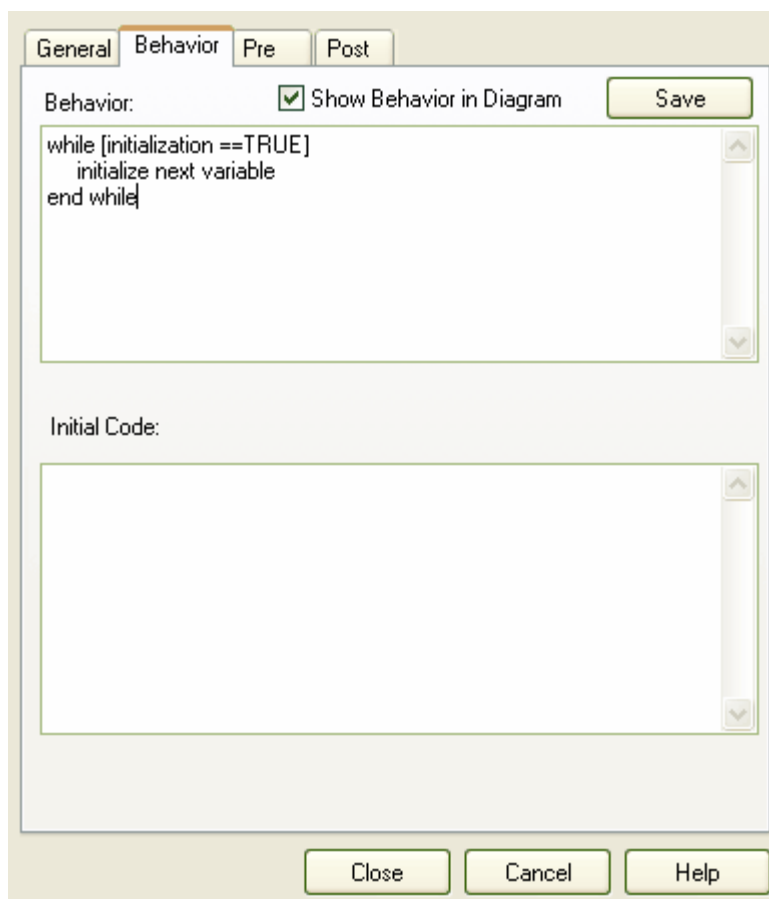 General Behavior Pre Post
Behavior: Show Behavior in Diagram Save
while [initialization ==TRUE]
initialize next variable
end while
Initial Code:
Close Cancel Help